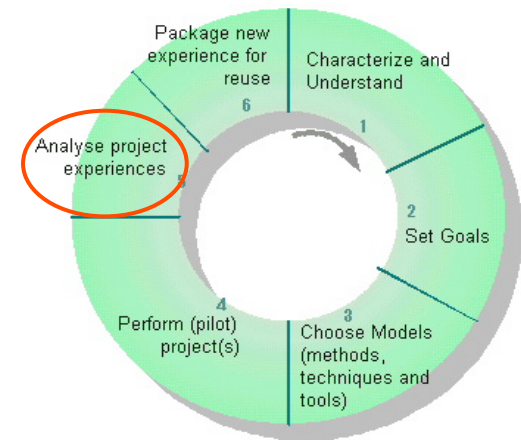 Package new
experience for
reuse
6
Characterize and
Understand
1
2
Set Goals
3
Choose Models
(methods,
techniques and
tools)
4
Perform (pilot)
project(s)
5
Analyse project
experiences